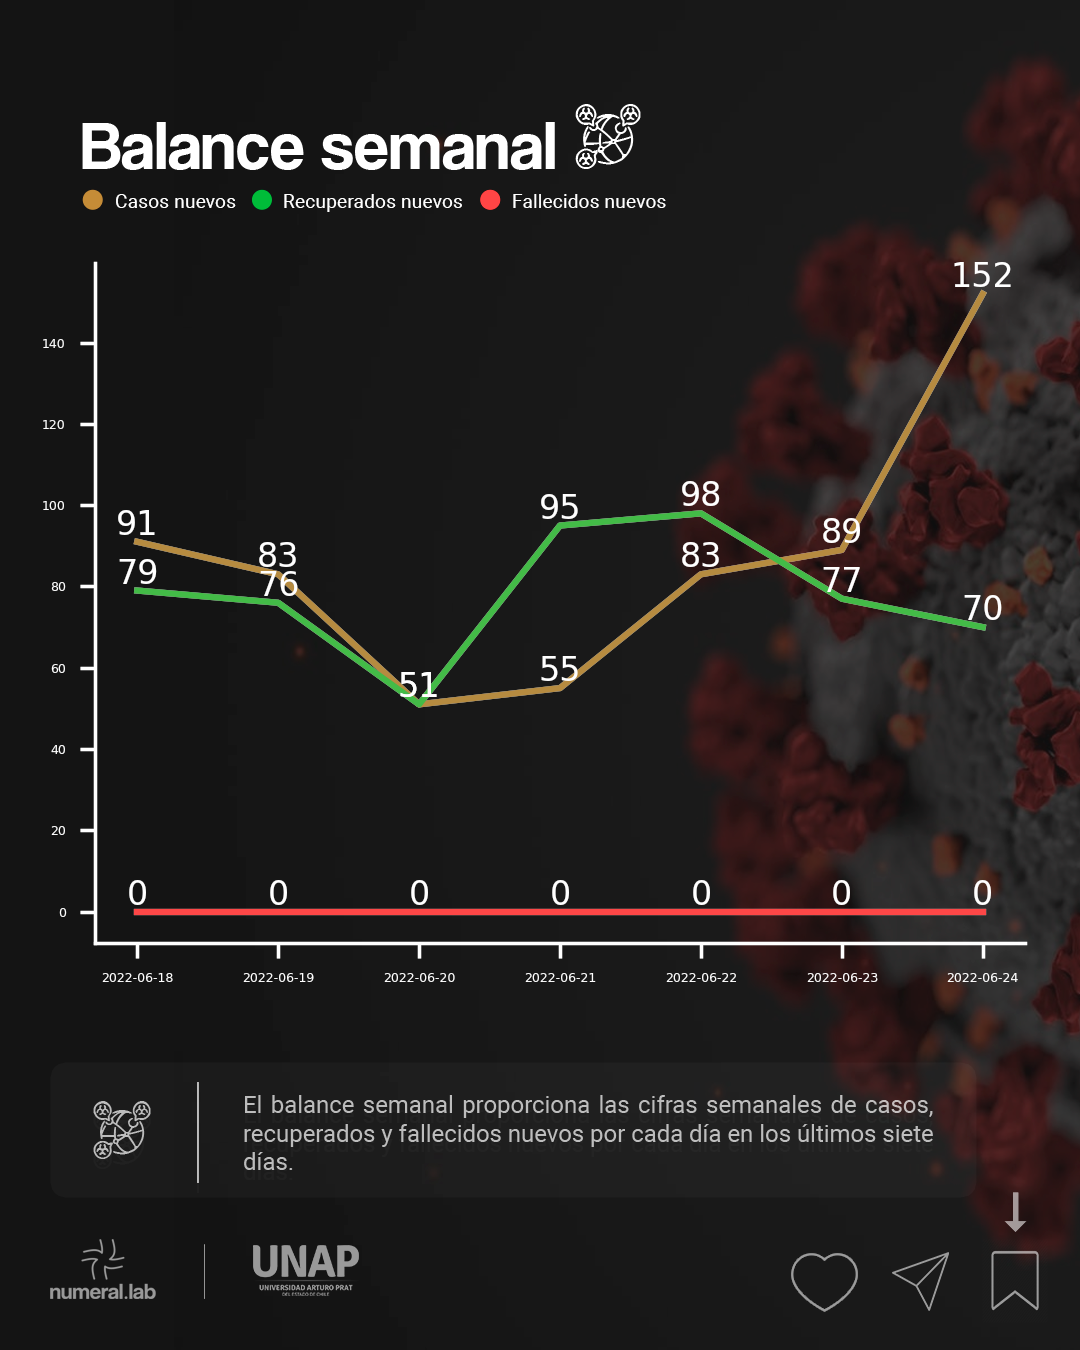 Balance semanal
Casos nuevos Recuperados nuevos Fallecidos nuevos
152
140
120
100
80
60
40
20
0
91
83
79
76
51
95
55
98
83
89
77
70
0 0 0 0 0 0 0
2022-06-18 2022-06-19 2022-06-20 2022-06-21 2022-06-22 2022-06-23 2022-06-24
El balance semanal proporciona las cifras semanales de casos,
recuperados y fallecidos nuevos por cada día en los últimos siete
días.
numeral.lab
UNAP
UNIVERSIDAD ARTURO PRAT
DEL ESTADO DE CHILE